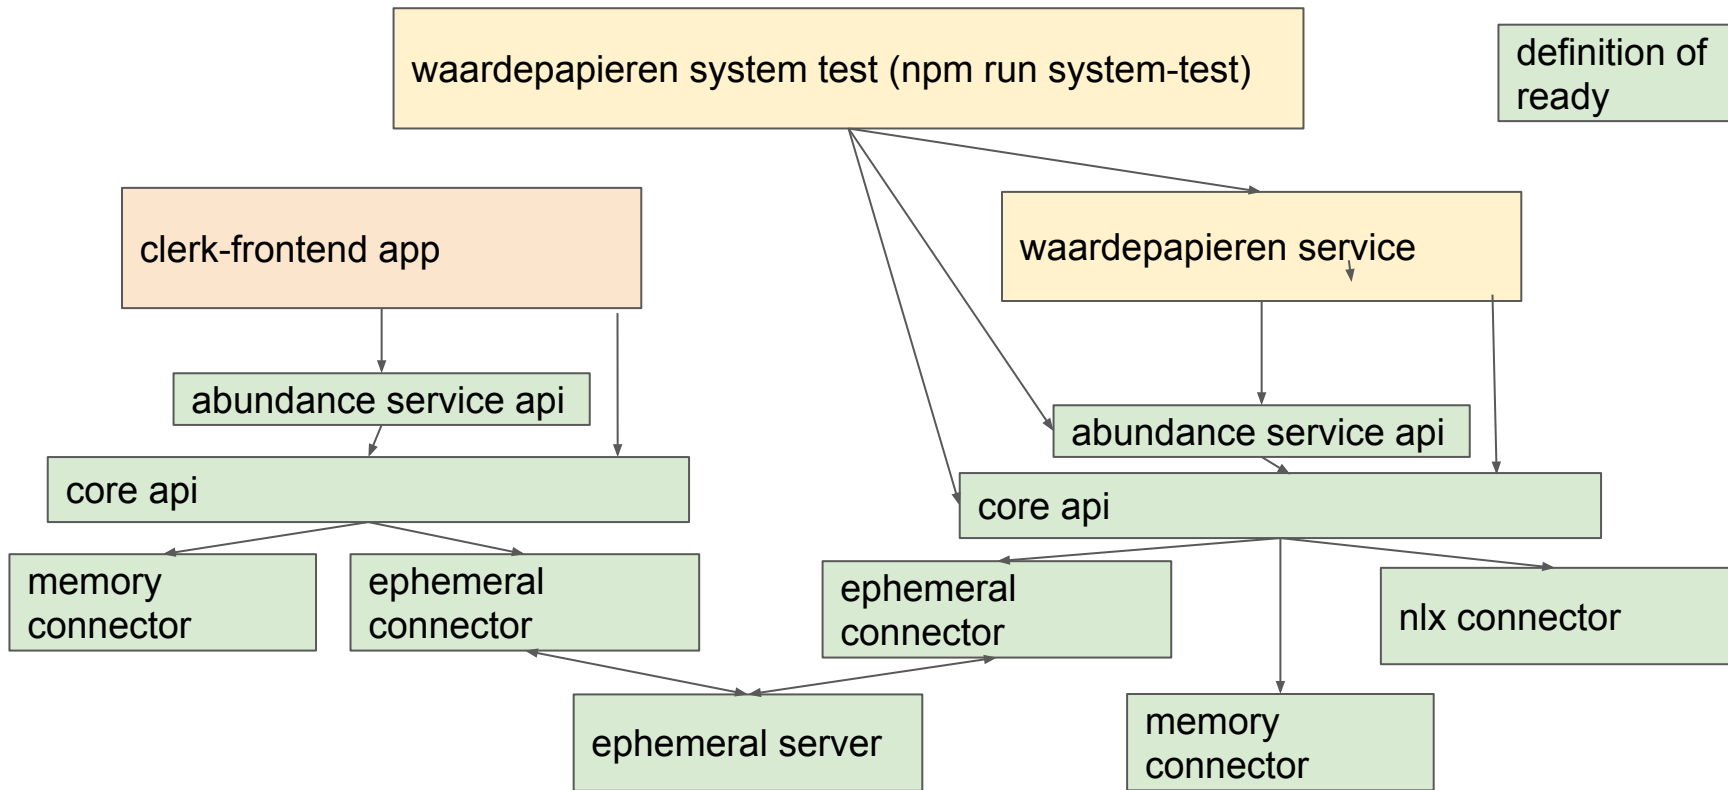 waardepapieren system test (npm run system-test)
definition of
ready
clerk-frontend app
waardepapieren service
abundance service api
abundance service api
core api
core api
memory
connector
ephemeral
connector
ephemeral
connector
nlx connector
ephemeral server
memory
connector